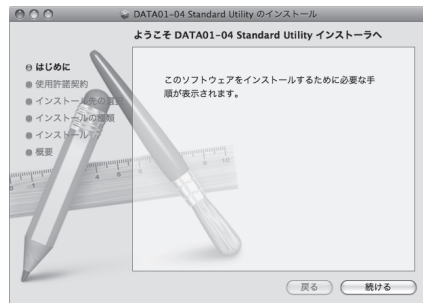 DATA01-04 Standard Utility のインストール
ようこそ DATA01-04 Standard Utility インストーラへ
はじめに
使用許諾契約
インストール先の選択
インストールの種類
インストール
概要
このソフトウェアをインストールするために必要な手
順が表示されます。
戻る
続ける